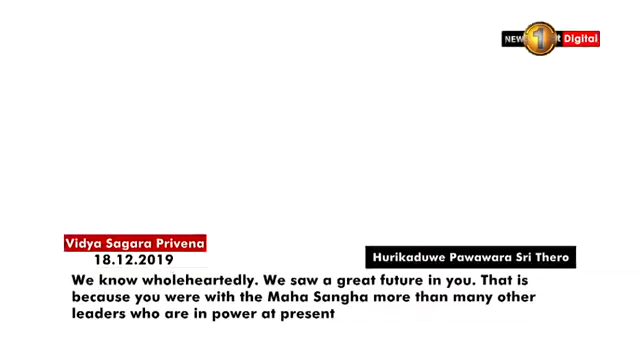 NEW 1st Digital
Vidya Sagara Privena
18.12.2019
Hurikaduwe Pawawara Sri Thero
We know wholeheartedly. We saw a great future in you. That is
because you were with the Maha Sangha more than many other
leaders who are in power at present